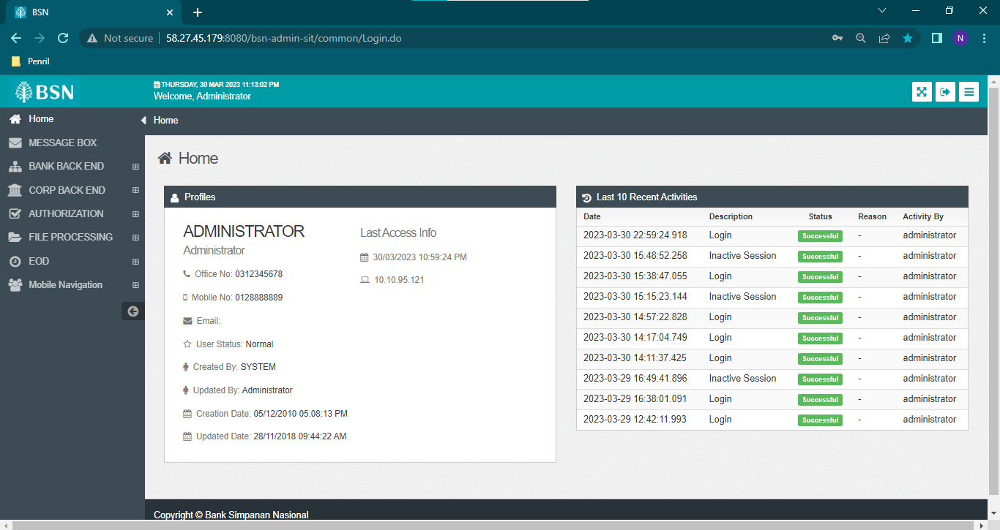 BSN
Not secure 58.27.45.179:8080/bsn-admin-sit/common/Login.do
N
Penril
BSN
THURSDAY, 30 MAR 2023 11:13:02 PM
Welcome, Administrator
Home
MESSAGE BOX
BANK BACK END
CORP BACK END
AUTHORIZATION
FILE PROCESSING
EOD
Mobile Navigation
Home
Home
Profiles
ADMINISTRATOR
Administrator
Office No: 0312345678
Mobile No: 0128888889
Email:
User Status: Normal
Created By: SYSTEM
Updated By: Administrator
Creation Date: 05/12/2010 05:08:13 PM
Updated Date: 28/11/2018 09:44:22 AM
Last Access Info
30/03/2023 10:59:24 PM
10.10.95.121
Last 10 Recent Activities
Date Description Status Reason Activity By
2023-03-30 22:59:24.918 Login Successful - administrator
2023-03-30 15:48:52.258 Inactive Session Successful - administrator
2023-03-30 15:38:47.055 Login Successful - administrator
2023-03-30 15:15:23.144 Inactive Session Successful - administrator
2023-03-30 14:57:22.828 Login Successful - administrator
2023-03-30 14:17:04.749 Login Successful - administrator
2023-03-30 14:11:37.425 Login Successful - administrator
2023-03-29 16:49:41.896 Inactive Session Successful - administrator
2023-03-29 16:38:01.091 Login Successful - administrator
2023-03-29 12:42:11.993 Login Successful - administrator
Copyright © Bank Simpanan Nasional